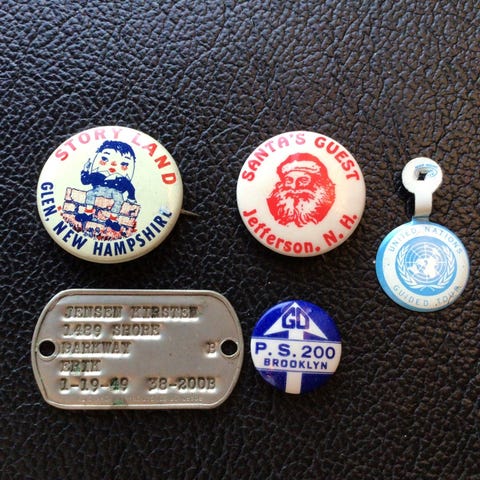 STORY LAND
GLEN, NEW HAMPSHIRE
SANTA'S GUEST
Jefferson, N. H.
UNITED NATIONS
GUIDED TOUR
JENSEN KIRSTEN
1489 SHORE
PARKWAY B
ERIK
1-19-49 38-200B
GO
P. S. 200
BROOKLYN